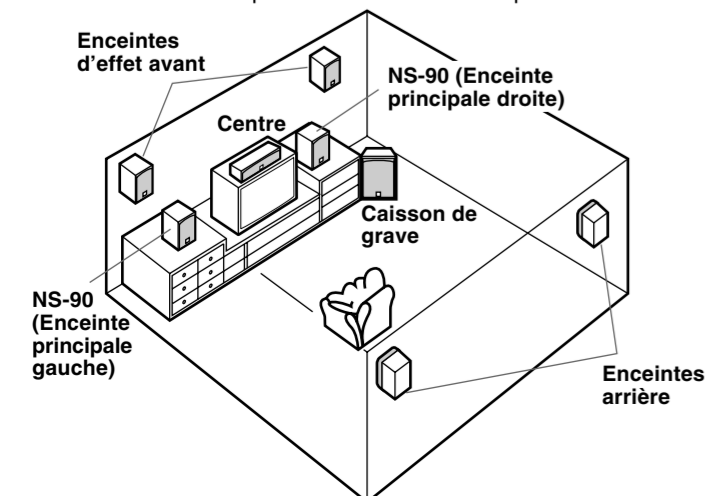 Enceintes
d'effet avant
NS-90 (Enceinte
principale droite)
Centre
Caisson de
grave
NS-90
(Enceinte
principale
gauche)
Enceintes
arrière